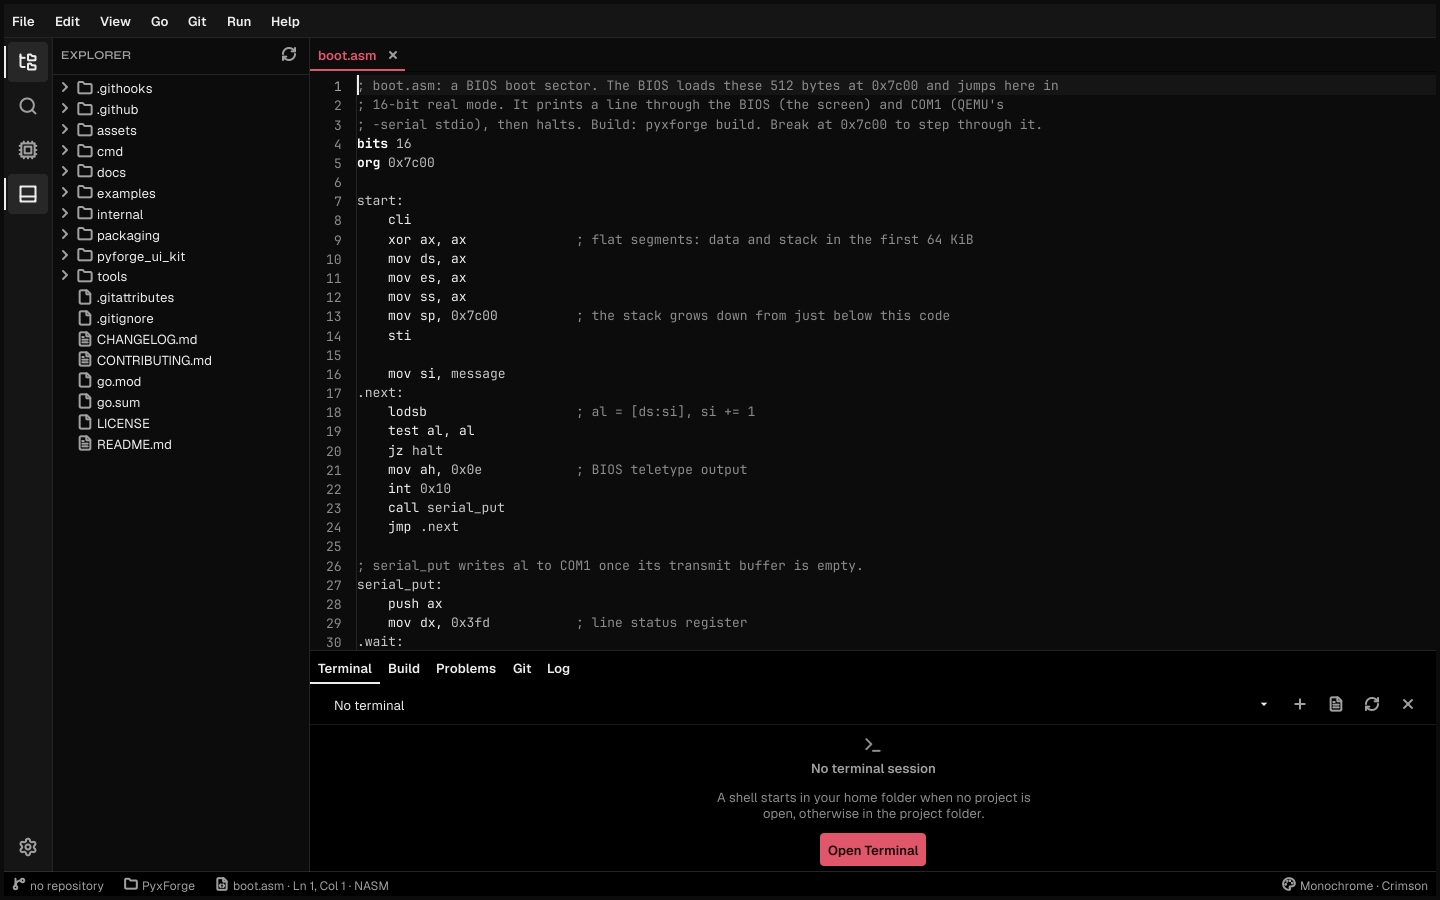 File Edit View Go Git Run Help
EXPLORER
.githooks
.github
assets
cmd
docs
examples
internal
packaging
pyforge_ui_kit
tools
.gitattributes
.gitignore
CHANGELOG.md
CONTRIBUTING.md
go.mod
go.sum
LICENSE
README.md
boot.asm
1 ; boot.asm: a BIOS boot sector. The BIOS loads these 512 bytes at 0x7c00 and jumps here in
2 ; 16-bit real mode. It prints a line through the BIOS (the screen) and COM1 (QEMU's
3 ; -serial stdio), then halts. Build: pyxforge build. Break at 0x7c00 to step through it.
4 bits 16
5 org 0x7c00
6
7 start:
8     cli
9     xor ax, ax              ; flat segments: data and stack in the first 64 KiB
10     mov ds, ax
11     mov es, ax
12     mov ss, ax
13     mov sp, 0x7c00          ; the stack grows down from just below this code
14     sti
15
16     mov si, message
17 .next:
18     lodsb                   ; al = [ds:si], si += 1
19     test al, al
20     jz halt
21     mov ah, 0x0e            ; BIOS teletype output
22     int 0x10
23     call serial_put
24     jmp .next
25
26 ; serial_put writes al to COM1 once its transmit buffer is empty.
27 serial_put:
28     push ax
29     mov dx, 0x3fd           ; line status register
30 .wait:
Terminal Build Problems Git Log
No terminal
No terminal session
A shell starts in your home folder when no project is
open, otherwise in the project folder.
Open Terminal
no repository PyxForge boot.asm · Ln 1, Col 1 · NASM Monochrome · Crimson